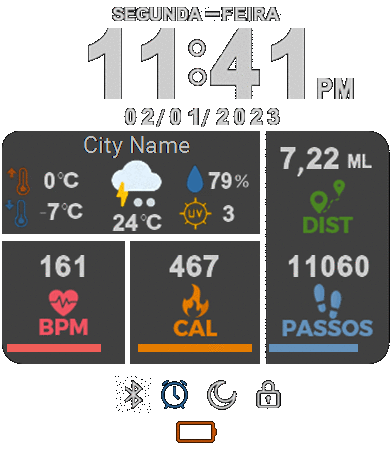 SEGUNDA-FEIRA
11:41 PM
02/01/2023
City Name
0°C
79%
-7°C
24°C
UV
3
7,22 ML
DIST
161
BPM
467
CAL
11060
PASSOS